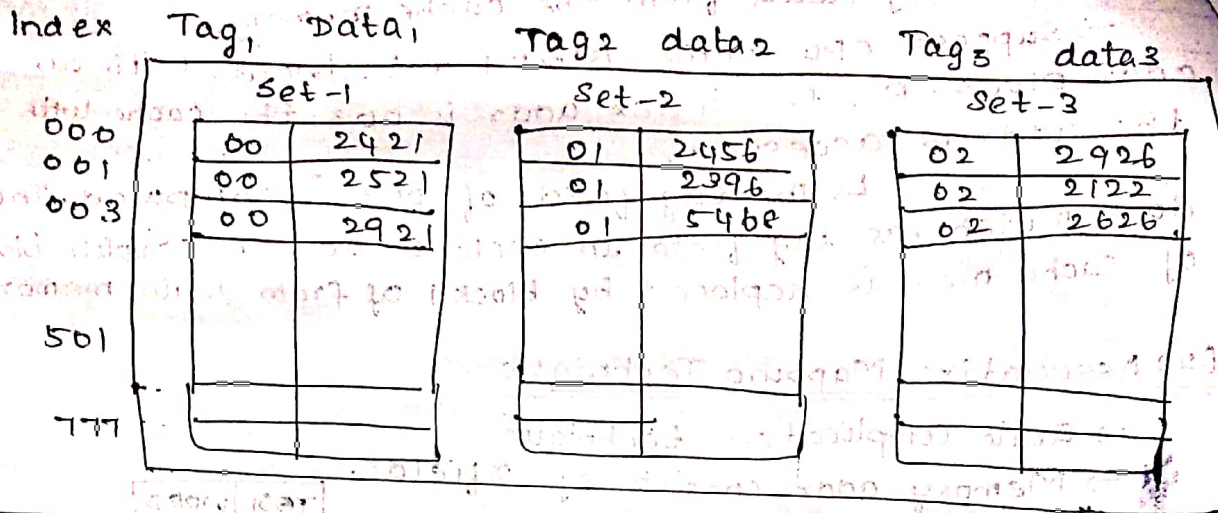 Index Tag1 Data1 Tag2 data2 Tag3 data3
Set-1 Set-2 Set-3
000 00 2421 01 2456 02 2926
001 00 2521 01 2396 02 2122
003 00 2921 01 02 2626
501
777